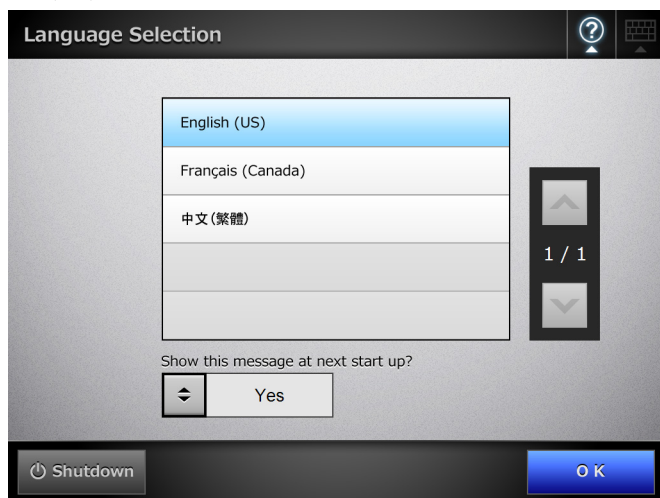 Language Selection
?
English (US)
Français (Canada)
中文(繁體)
1 / 1
Show this message at next start up?
Yes
Shutdown
OK